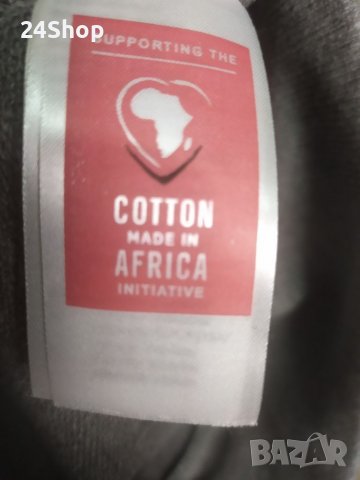 24Shop
SUPPORTING THE
COTTON
MADE IN
AFRICA
INITIATIVE
BAZAR